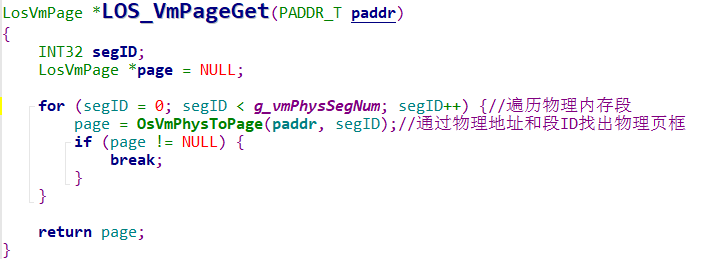 LosVmPage *LOS_VmPageGet(PADDR_T paddr)
{
    INT32 segID;
    LosVmPage *page = NULL;
    for (segID = 0; segID < g_vmPhysSegNum; segID++) {//遍历物理内存段
        page = OsVmPhysToPage(paddr, segID);//通过物理地址和段ID找出物理页框
        if (page != NULL) {
            break;
        }
    }
    return page;
}